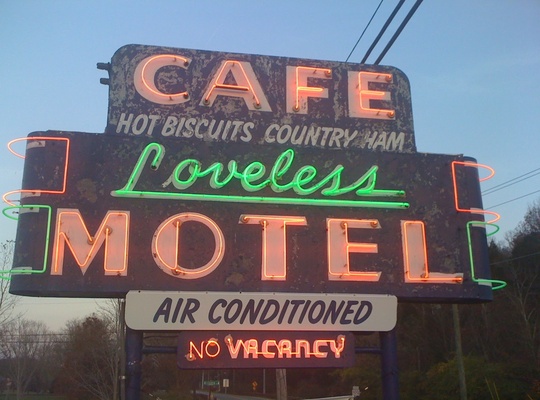 CAFE
HOT BISCUITS COUNTRY HAM
Loveless
MOTEL
AIR CONDITIONED
NO VACANCY